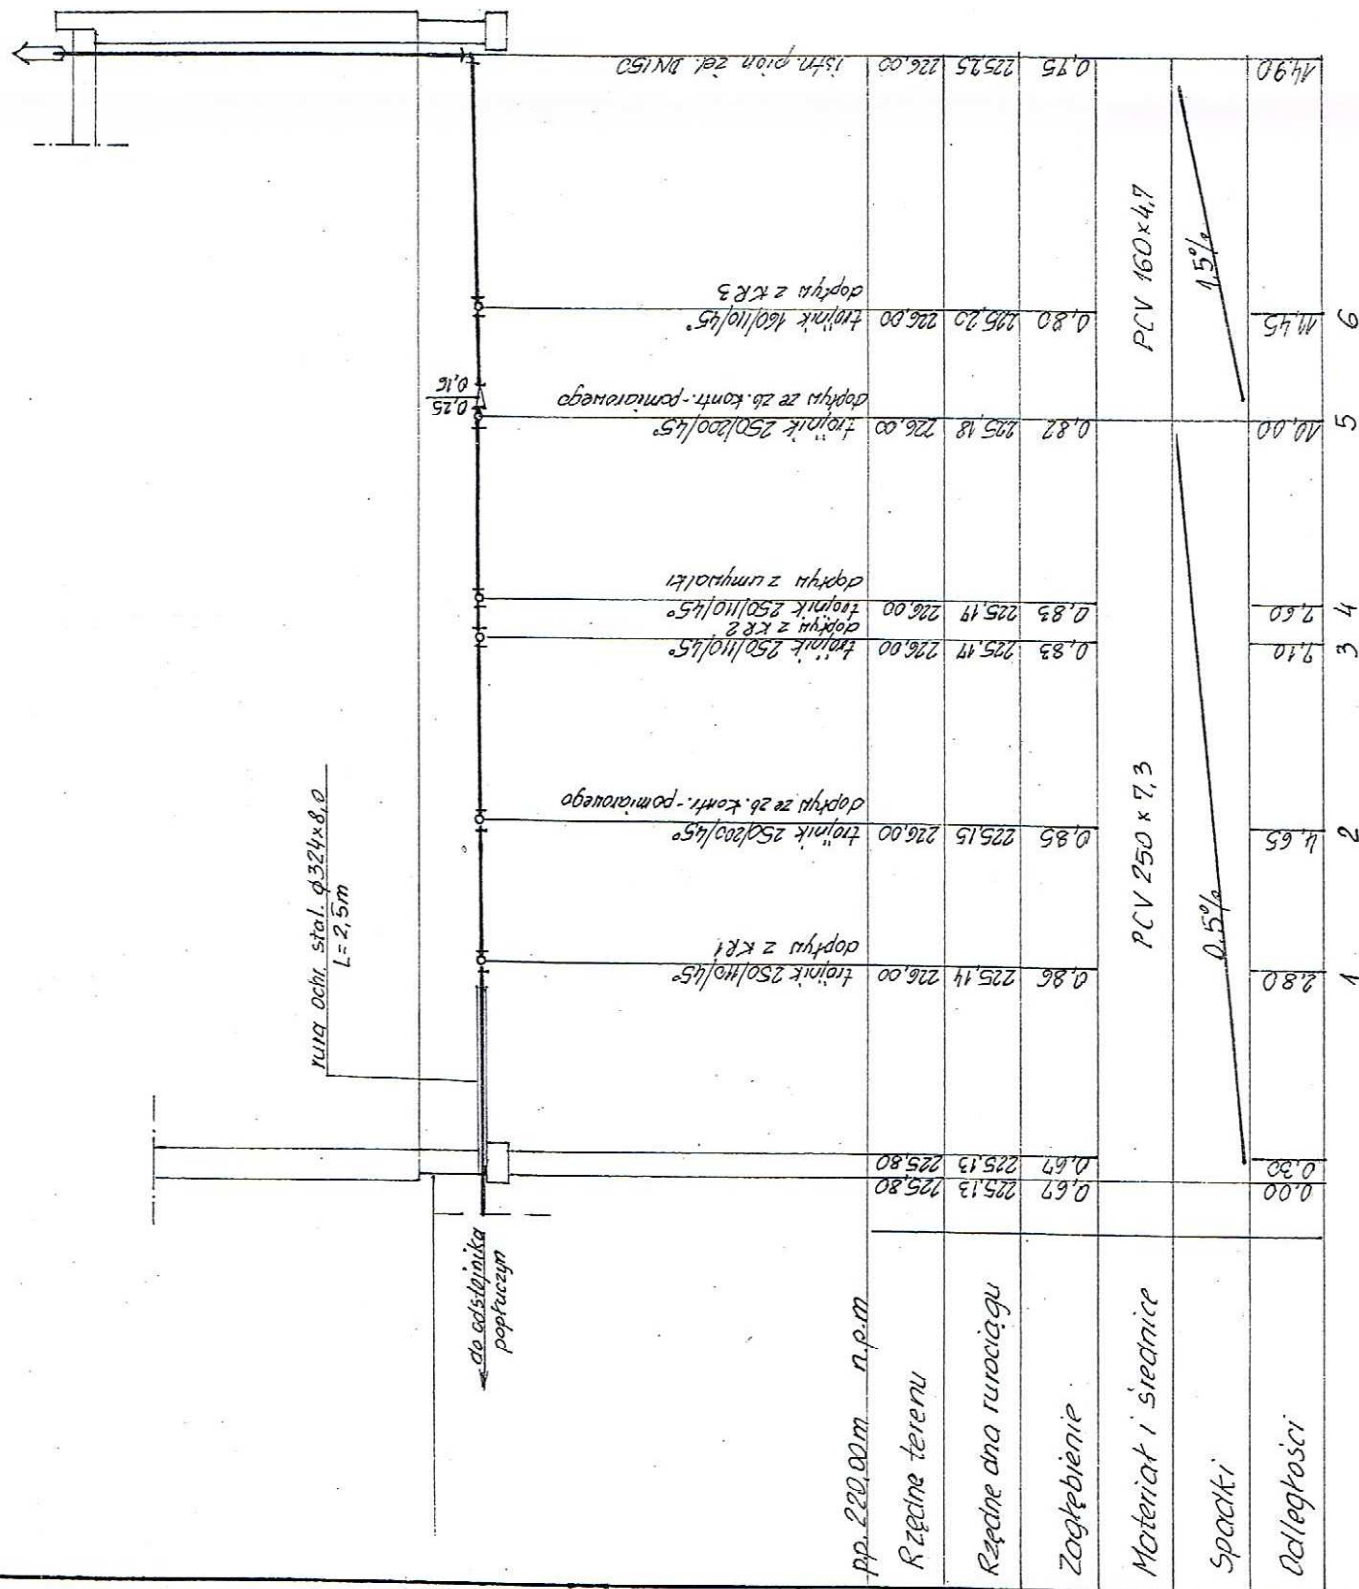 rura ochr. stal. ϕ324x8,0
L=2,5m
0,25
0,16
do odstojnika
popłuczyn
p.p. 220,00m n.p.m
istn. pion żel. DN150
trójnik 160/110/45°
dopływ z KR3
trójnik 250/200/45°
dopływ ze zb. kontr.-pomiarowego
trójnik 250/110/45°
dopływ z umywalki
trójnik 250/110/45°
dopływ z KR2
trójnik 250/200/45°
dopływ ze zb. kontr.-pomiarowego
trójnik 250/110/45°
dopływ z KR1
Rzędne terenu
225,80 225,80 226,00 226,00 226,00 226,00 226,00 226,00 226,00
Rzędne dna rurociągu
225,13 225,13 225,14 225,15 225,17 225,17 225,18 225,20 225,25
Zagłębienie
0,67 0,67 0,86 0,85 0,83 0,83 0,82 0,80 0,75
Materiał i średnice
PCV 250 x 7,3 PCV 160x4,7
Spadki
0,5% 1,5%
Odległości
0,00 0,30 2,80 4,65 7,10 7,60 10,00 11,45 14,90
1 2 3 4 5 6